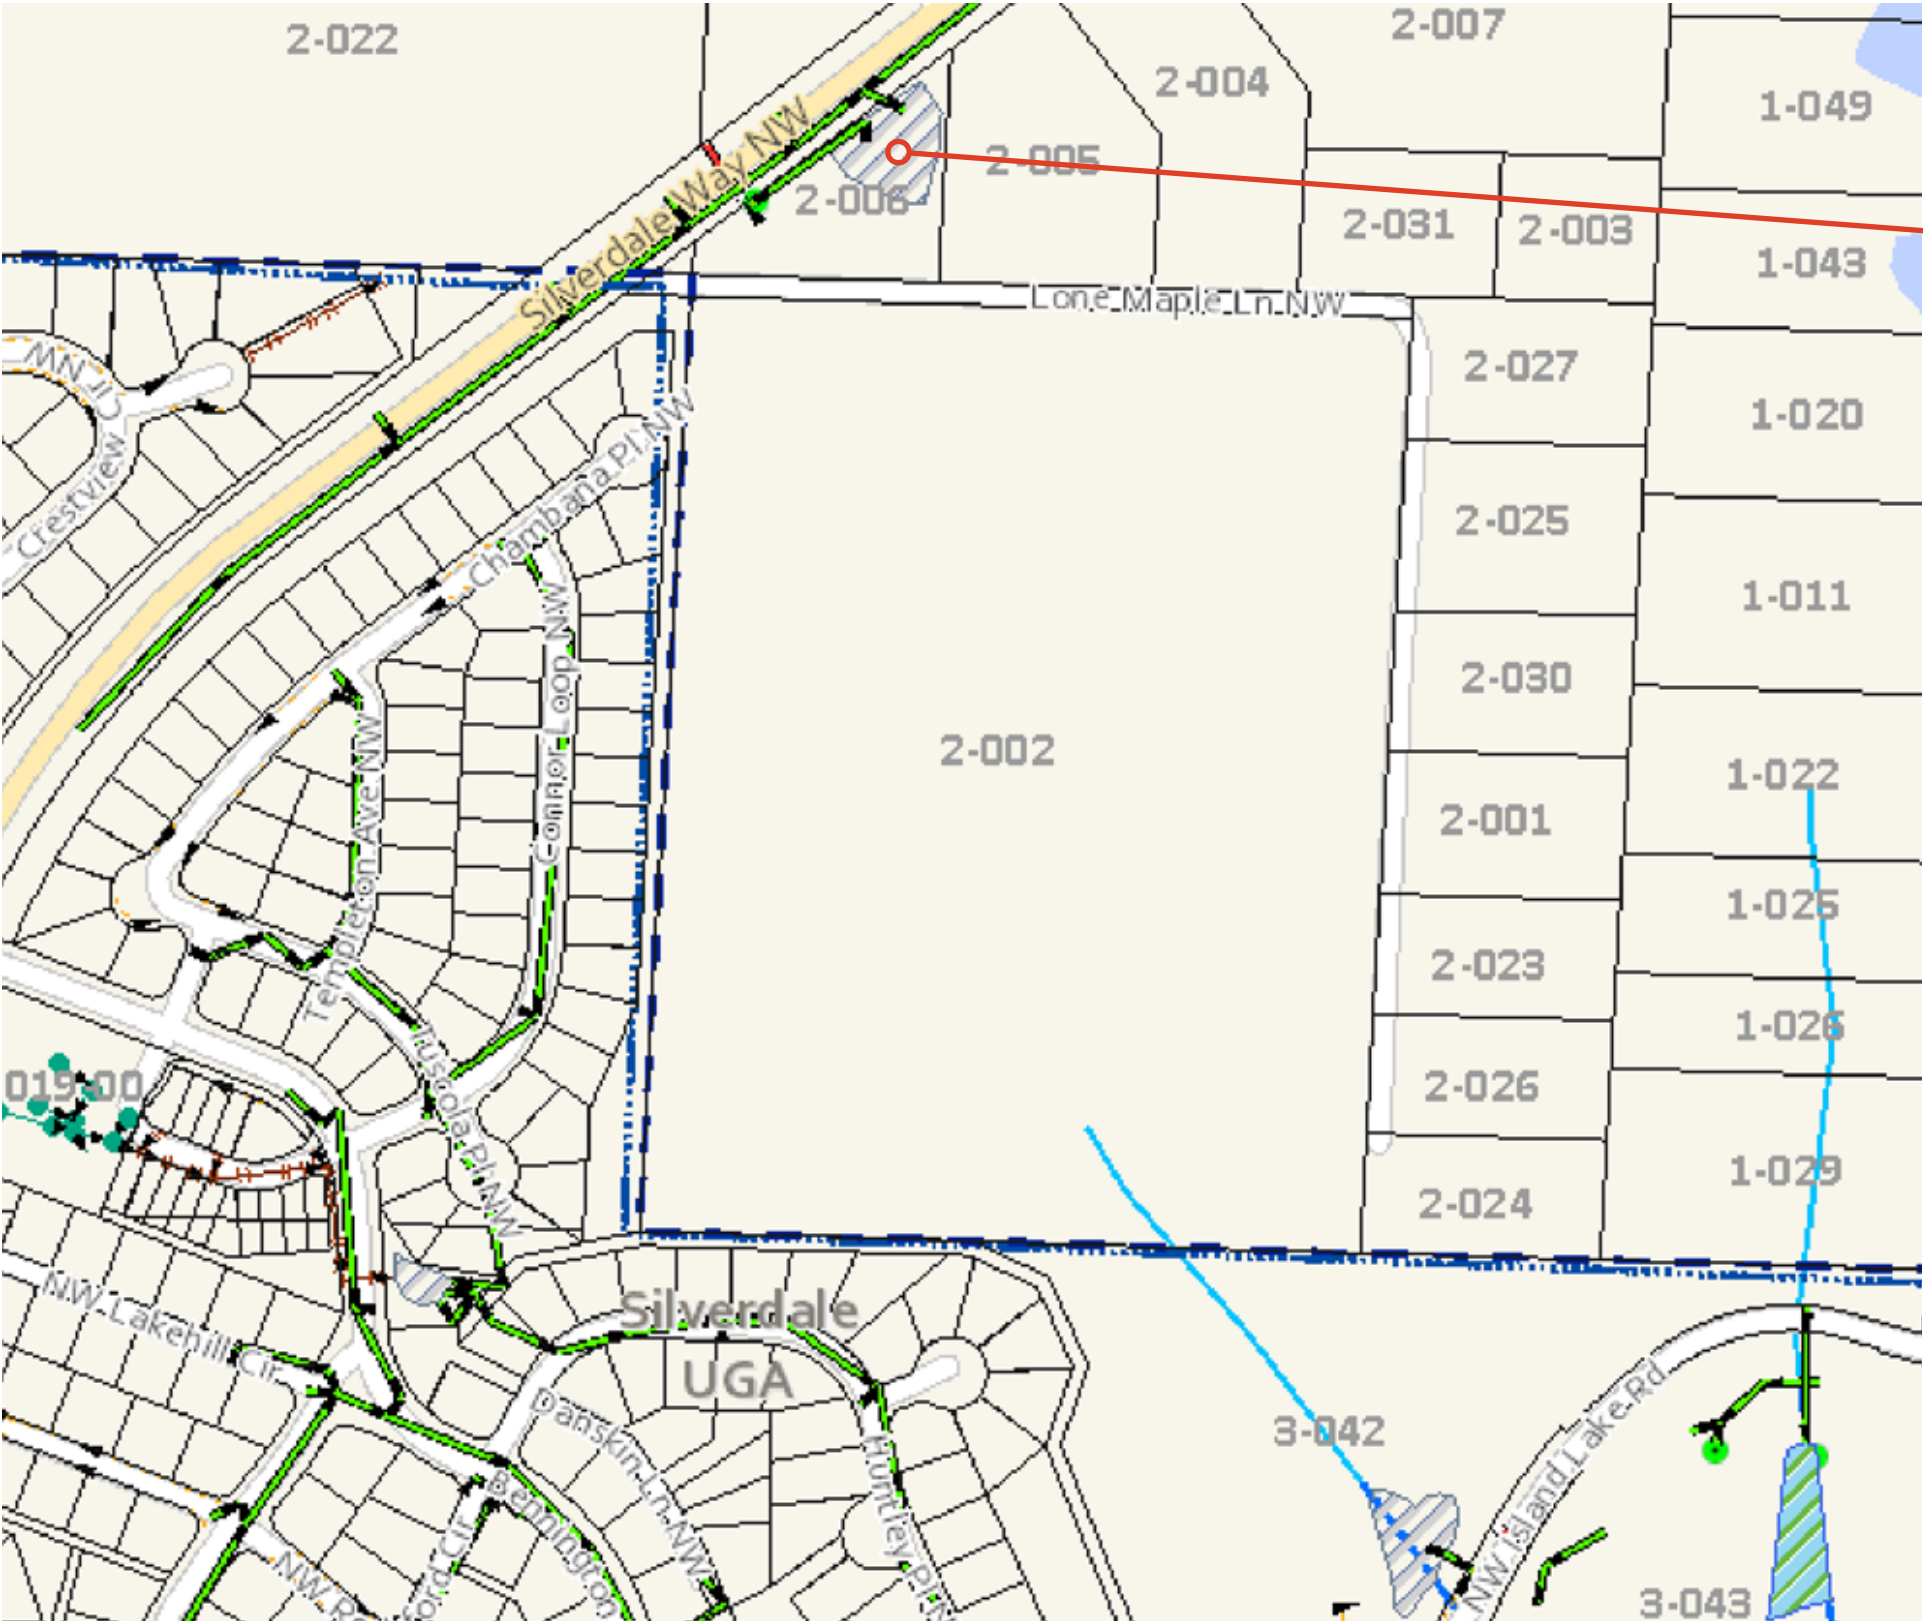 2-022
2-007
2-004
1-049
2-005
2-006
2-031
2-003
1-043
Silverdale Way NW
Lone Maple Ln NW
Cir NW
Crestview
2-027
1-020
Chambana Pl NW
2-025
1-011
Connor Loop NW
2-030
Templeton Ave NW
2-002
1-022
2-001
1-025
2-023
1-026
Tuscola Pl NW
019-00
2-026
1-029
2-024
NW Lakehill Cir
Silverdale
UGA
Danskin Ln NW
3-042
NW Island Lake Rd
Huntley Pl N
Bennington
ford Cir
NW R
3-043